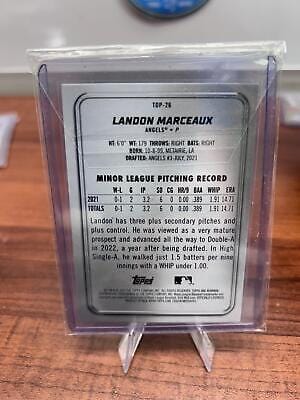 TDP-26
LANDON MARCEAUX
ANGELS® • P
HT: 6'0" WT: 179 THROWS: RIGHT BATS: RIGHT
BORN: 10-8-99, METAIRIE, LA
DRAFTED: ANGELS #3-JULY, 2021
MINOR LEAGUE PITCHING RECORD
W-L G IP SO CG HR/9 BAA WHIP ERA
2021 0-1 2 3.2 6 0 0.00 .389 1.91 14.73
TOTALS 0-1 2 3.2 6 0 0.00 .389 1.91 14.73
Landon has three plus secondary pitches and
plus control. He was viewed as a very mature
prospect and advanced all the way to Double-A
in 2022, a year after being drafted. In High
Single-A, he walked just 1.5 batters per nine
innings with a WHIP under 1.00.
Topps